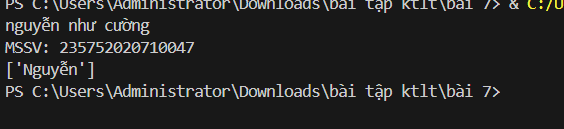 PS C:\Users\Administrator\Downloads\bài tập ktlt\bài 7> & C:/U
nguyễn như cường
MSSV: 235752020710047
['Nguyễn']
PS C:\Users\Administrator\Downloads\bài tập ktlt\bài 7>